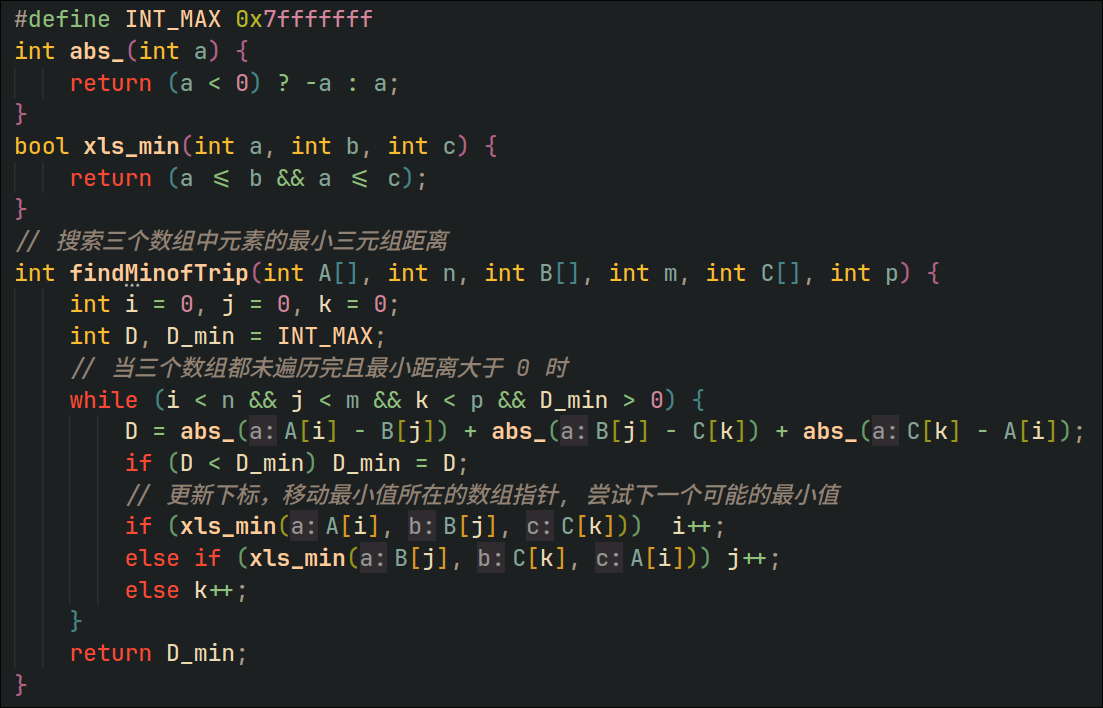 #define INT_MAX 0x7fffffff
int abs_(int a) {
    return (a < 0) ? -a : a;
}
bool xls_min(int a, int b, int c) {
    return (a <= b && a <= c);
}
// 搜索三个数组中元素的最小三元组距离
int findMinofTrip(int A[], int n, int B[], int m, int C[], int p) {
    int i = 0, j = 0, k = 0;
    int D, D_min = INT_MAX;
    // 当三个数组都未遍历完且最小距离大于 0 时
    while (i < n && j < m && k < p && D_min > 0) {
        D = abs_(a: A[i] - B[j]) + abs_(a: B[j] - C[k]) + abs_(a: C[k] - A[i]);
        if (D < D_min) D_min = D;
        // 更新下标，移动最小值所在的数组指针, 尝试下一个可能的最小值
        if (xls_min(a: A[i], b: B[j], c: C[k]))  i++;
        else if (xls_min(a: B[j], b: C[k], c: A[i])) j++;
        else k++;
    }
    return D_min;
}